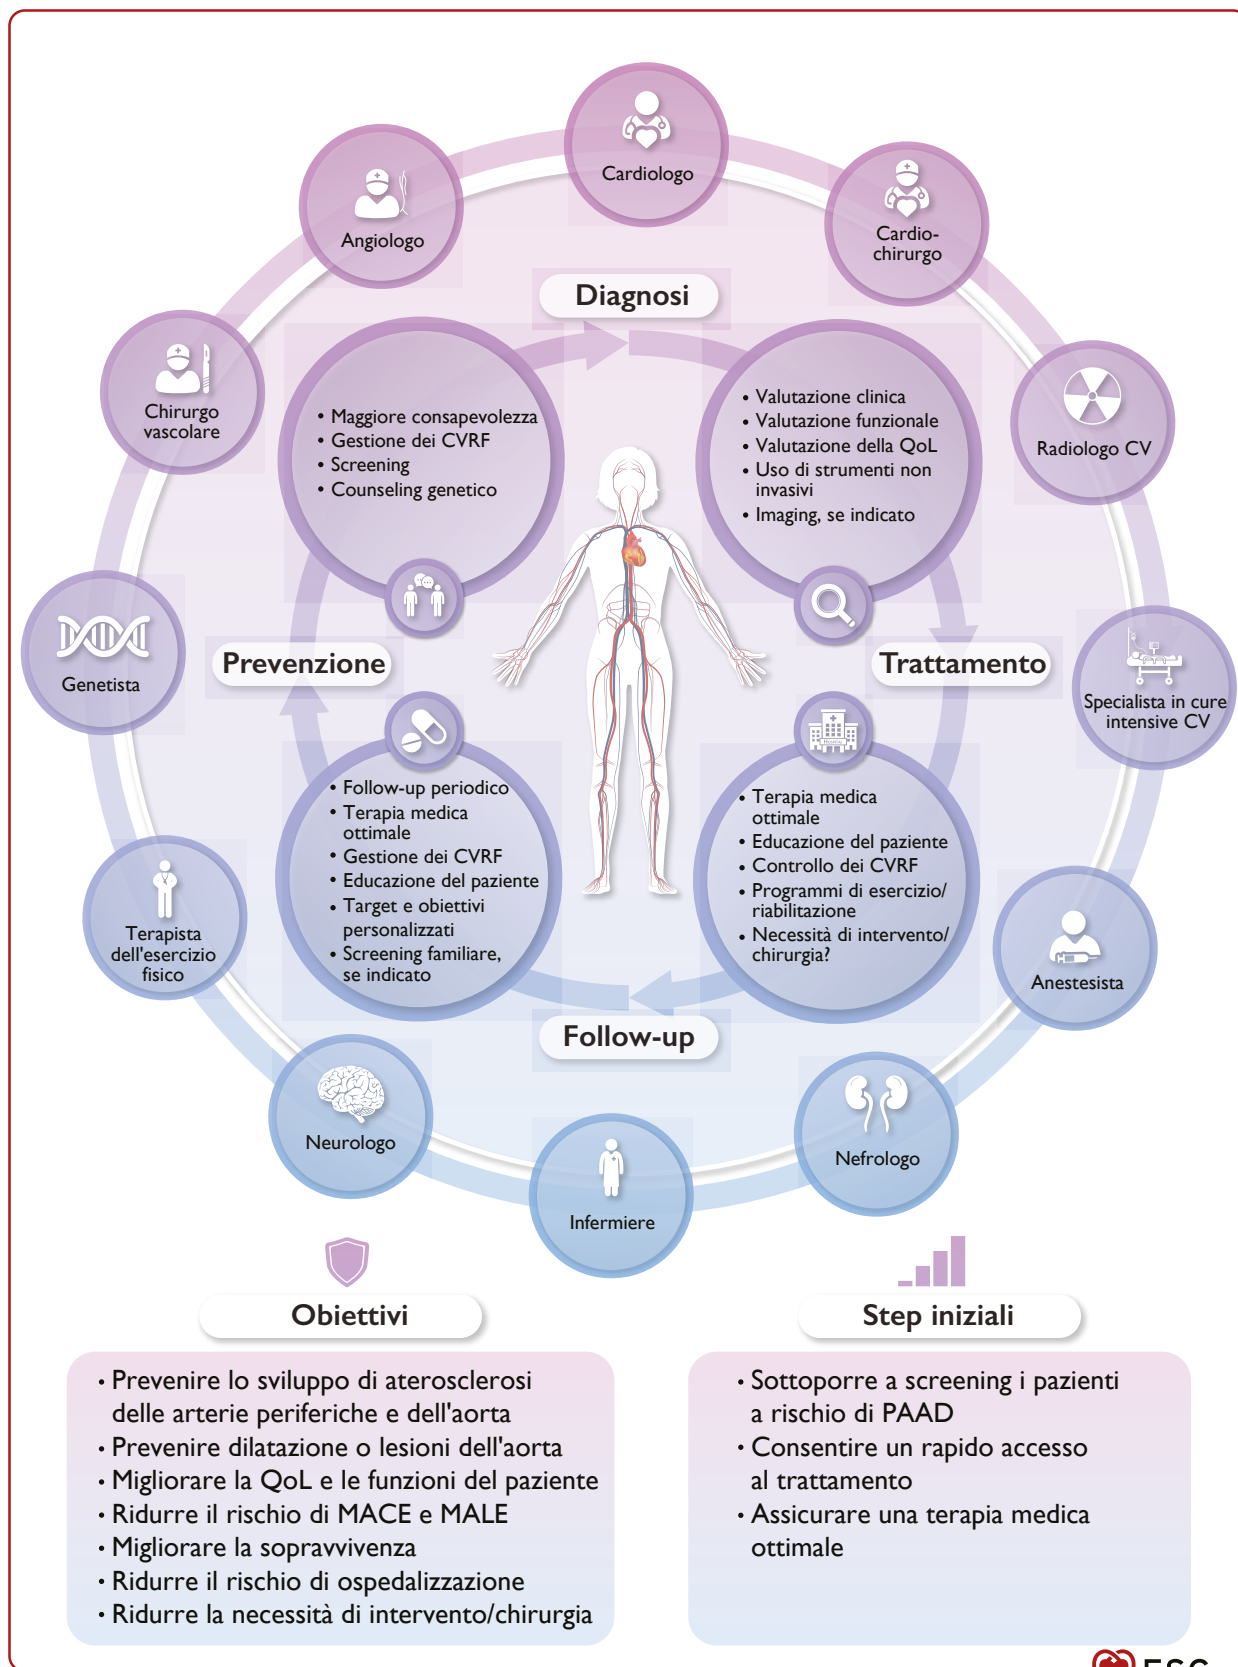 Cardiologo
Angiologo
Cardio-
chirurgo
Diagnosi
Chirurgo
vascolare
• Maggiore consapevolezza
• Gestione dei CVRF
• Screening
• Counseling genetico
• Valutazione clinica
• Valutazione funzionale
• Valutazione della QoL
• Uso di strumenti non
invasivi
• Imaging, se indicato
Radiologo CV
Genetista
Prevenzione
Trattamento
Specialista in cure
intensive CV
• Follow-up periodico
• Terapia medica
ottimale
• Gestione dei CVRF
• Educazione del paziente
• Target e obiettivi
personalizzati
• Screening familiare,
se indicato
• Terapia medica
ottimale
• Educazione del paziente
• Controllo dei CVRF
• Programmi di esercizio/
riabilitazione
• Necessità di intervento/
chirurgia?
Terapista
dell'esercizio
fisico
Anestesista
Follow-up
Neurologo
Nefrologo
Infermiere
Obiettivi
• Prevenire lo sviluppo di aterosclerosi
delle arterie periferiche e dell'aorta
• Prevenire dilatazione o lesioni dell'aorta
• Migliorare la QoL e le funzioni del paziente
• Ridurre il rischio di MACE e MALE
• Migliorare la sopravvivenza
• Ridurre il rischio di ospedalizzazione
• Ridurre la necessità di intervento/chirurgia
Step iniziali
• Sottoporre a screening i pazienti
a rischio di PAAD
• Consentire un rapido accesso
al trattamento
• Assicurare una terapia medica
ottimale
ESC